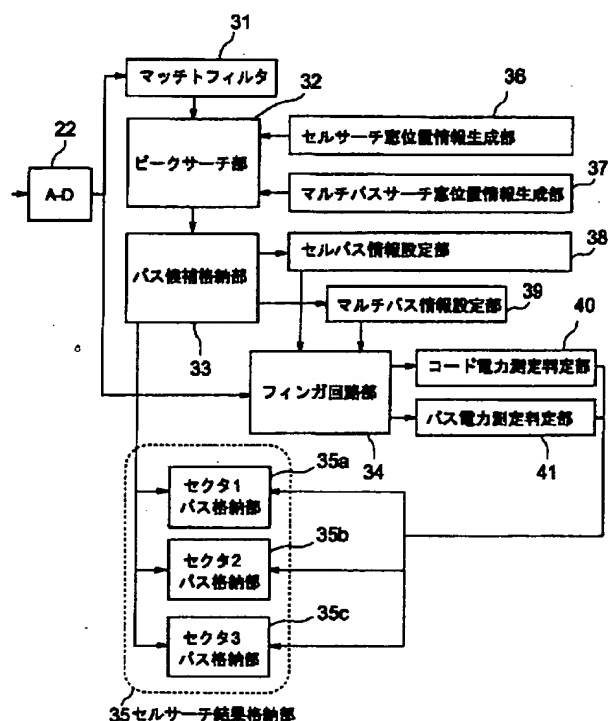 31
マッチトフィルタ
32
36
セルサーチ窓位置情報生成部
22
A-D
ピークサーチ部
37
マルチパスサーチ窓位置情報生成部
38
セルパス情報設定部
パス候補格納部
33
39
マルチパス情報設定部
40
コード電力測定判定部
フィンガ回路部
34
パス電力測定判定部
41
35a
セクタ1
パス格納部
35b
セクタ2
パス格納部
35c
セクタ3
パス格納部
35セルサーチ結果格納部